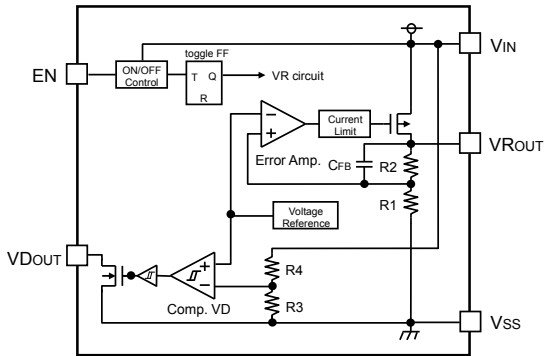 toggle FF
VIN
EN
ON/OFF
Control
T Q
R
VR circuit
Current
Limit
Error Amp.
VROUT
CFB
R2
R1
Voltage
Reference
VDOUT
R4
R3
Comp. VD
VSS